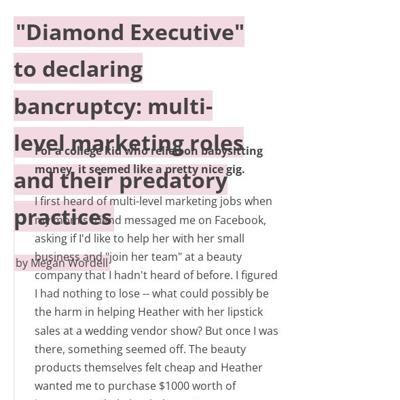 "Diamond Executive"
to declaring
bancruptcy: multi-
level marketing roles
and their predatory
practices
by Megan Wordell
For a college kid who relied on babysitting
money, it seemed like a pretty nice gig.
I first heard of multi-level marketing jobs when
my mom's friend messaged me on Facebook,
asking if I'd like to help her with her small
business and "join her team" at a beauty
company that I hadn't heard of before. I figured
I had nothing to lose -- what could possibly be
the harm in helping Heather with her lipstick
sales at a wedding vendor show? But once I was
there, something seemed off. The beauty
products themselves felt cheap and Heather
wanted me to purchase $1000 worth of